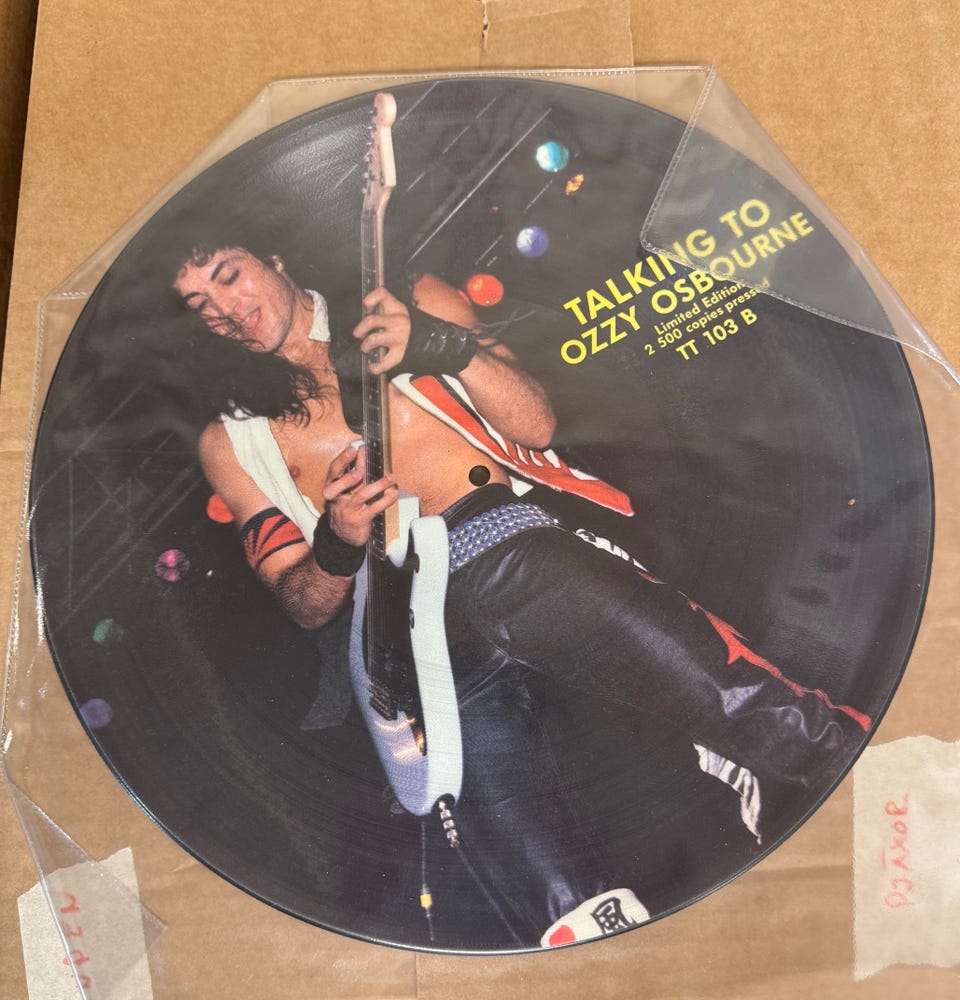 TALKING TO
OZZY OSBOURNE
Limited Edition
2 500 copies pressed
TT 103 B
風